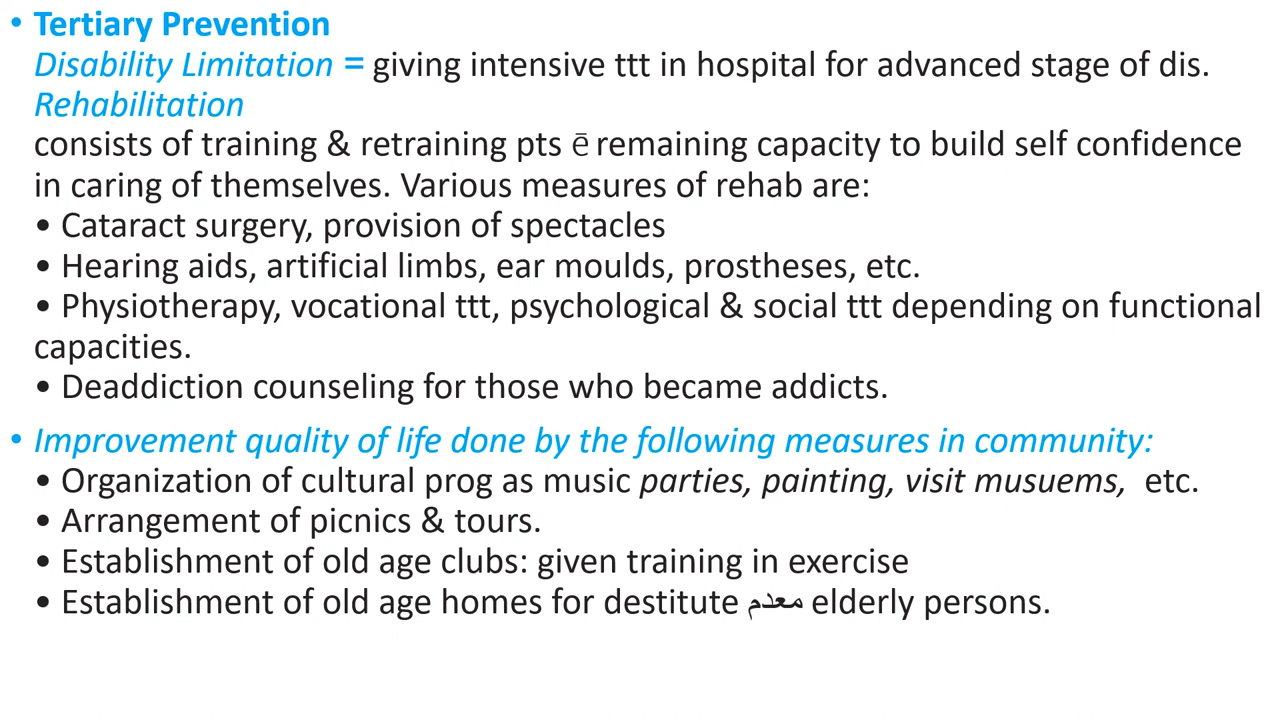 • Tertiary Prevention
Disability Limitation = giving intensive ttt in hospital for advanced stage of dis.
Rehabilitation
consists of training & retraining pts ē remaining capacity to build self confidence
in caring of themselves. Various measures of rehab are:
• Cataract surgery, provision of spectacles
• Hearing aids, artificial limbs, ear moulds, prostheses, etc.
• Physiotherapy, vocational ttt, psychological & social ttt depending on functional
capacities.
• Deaddiction counseling for those who became addicts.
• Improvement quality of life done by the following measures in community:
• Organization of cultural prog as music parties, painting, visit musuems, etc.
• Arrangement of picnics & tours.
• Establishment of old age clubs: given training in exercise
• Establishment of old age homes for destitute معدم elderly persons.